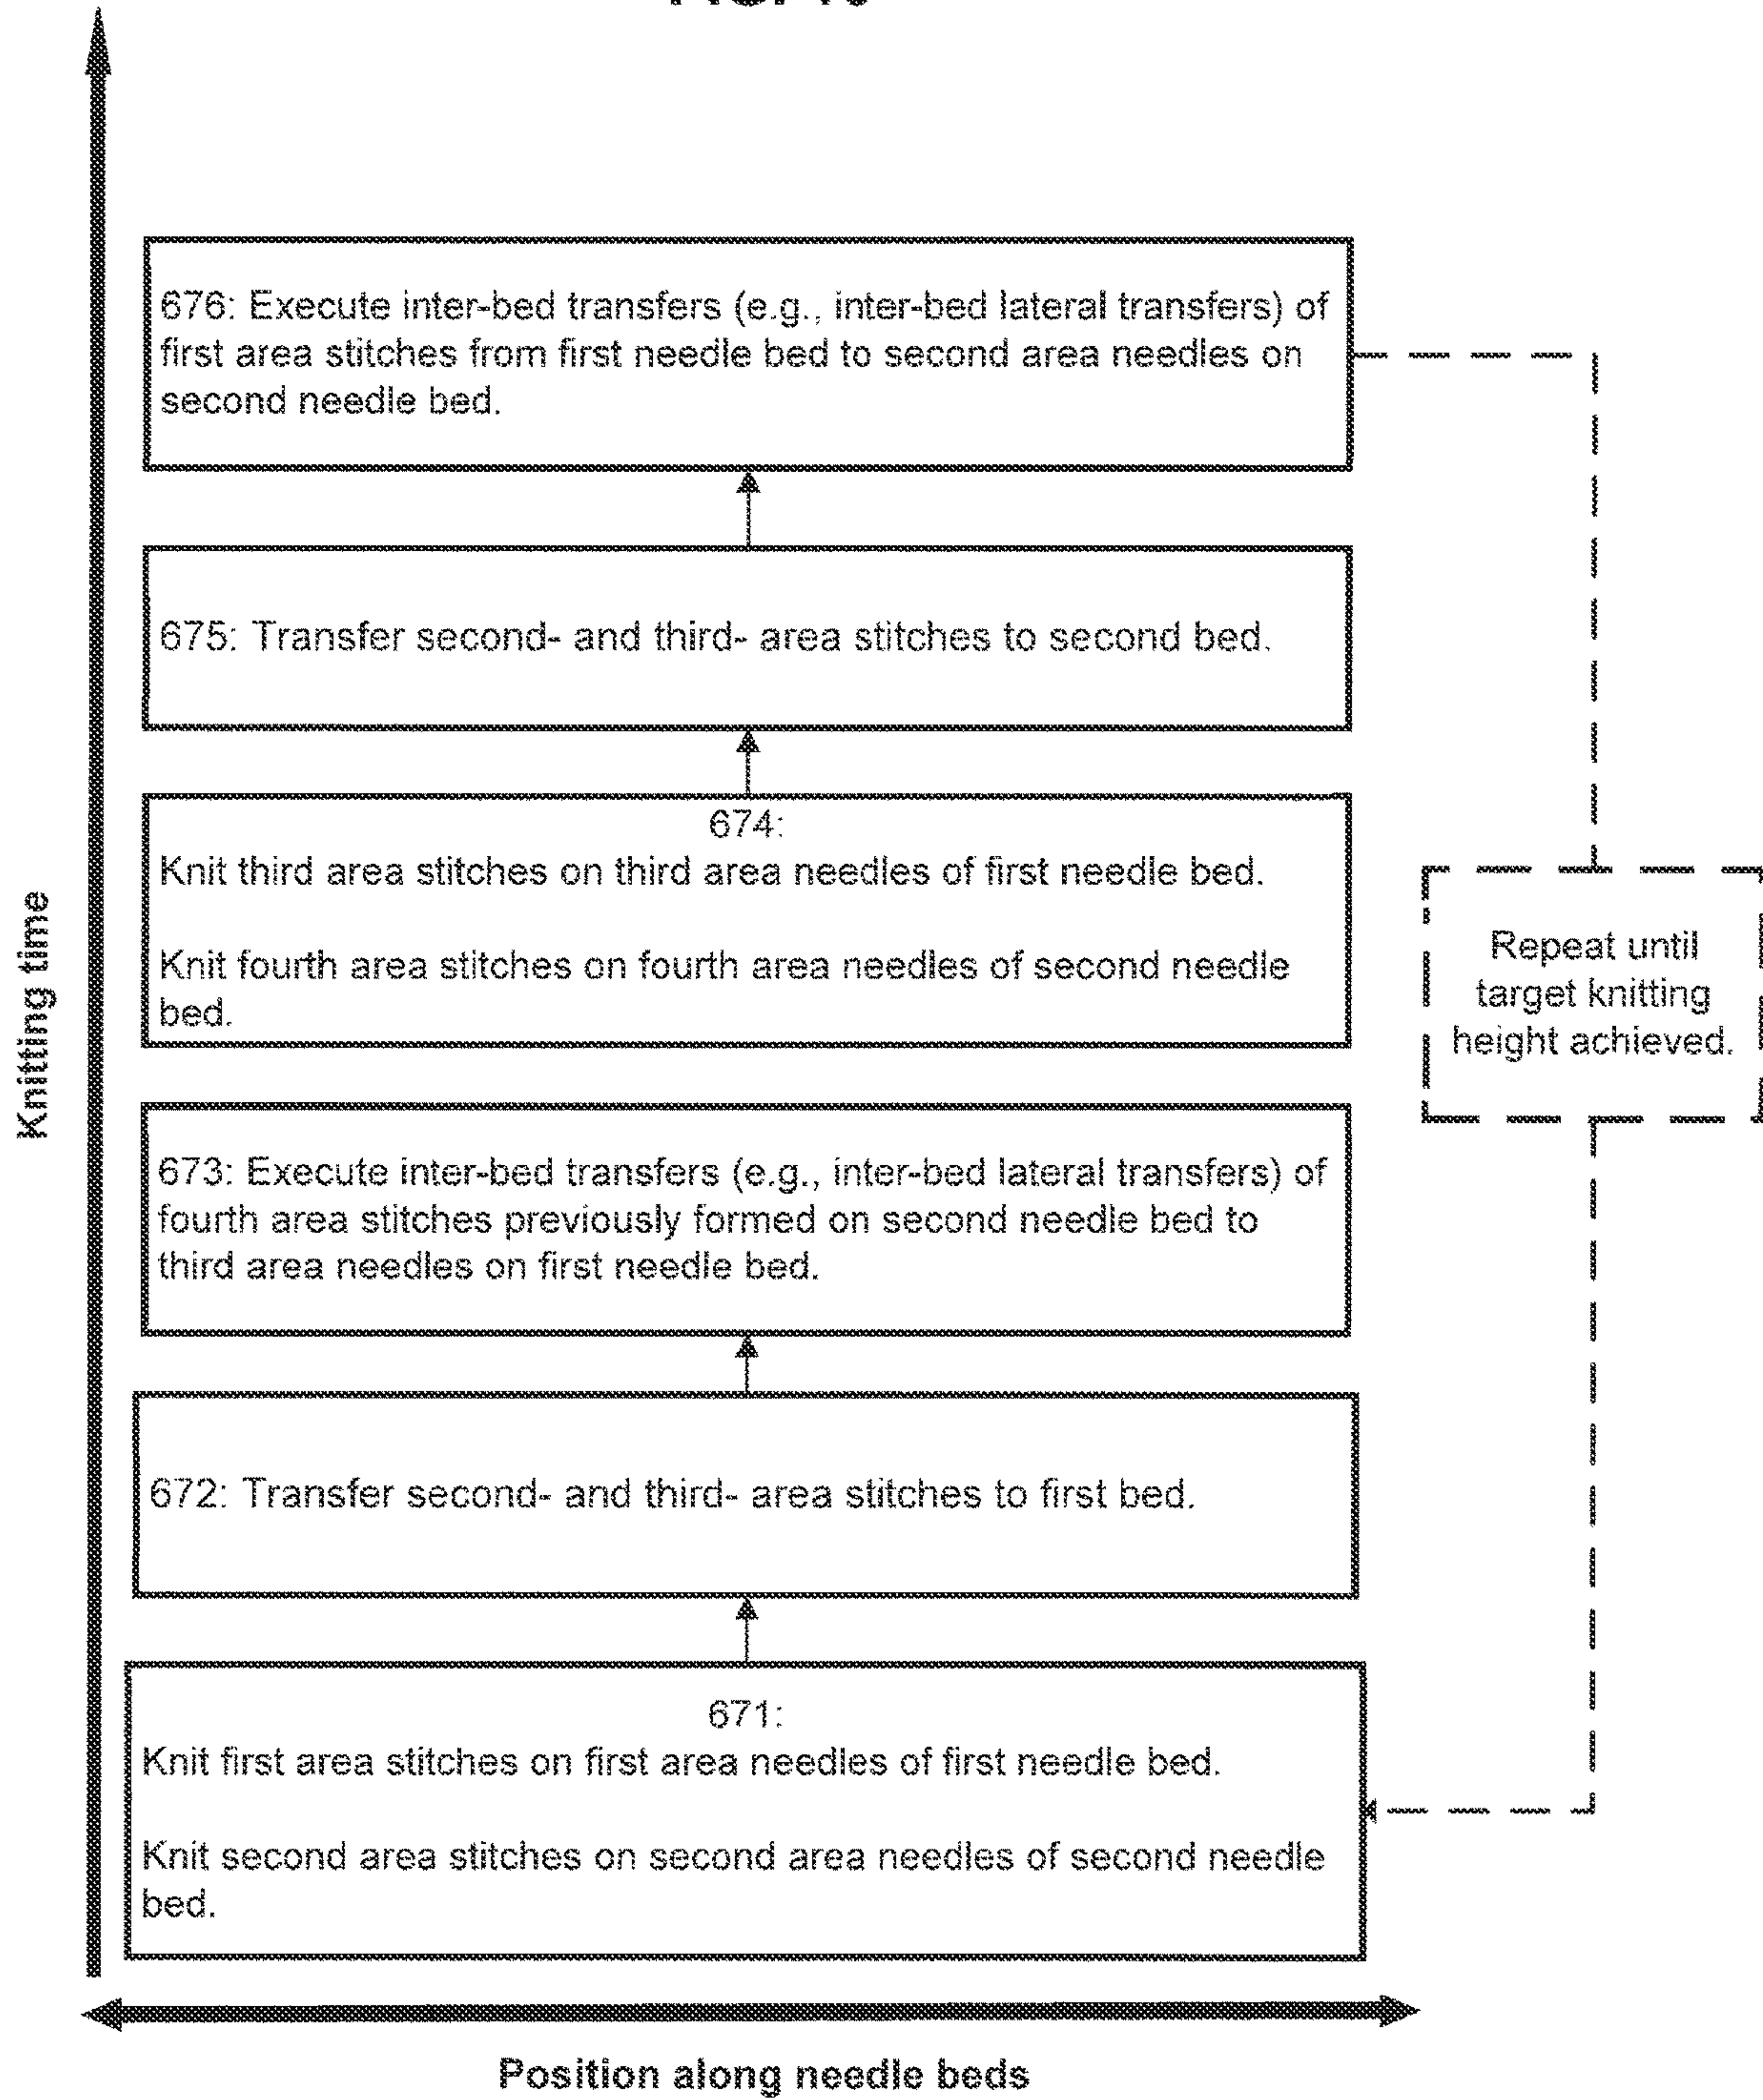 676: Execute inter-bed transfers (e.g., inter-bed lateral transfers) of
first area stitches from first needle bed to second area needles on
second needle bed.
675: Transfer second- and third- area stitches to second bed.
674:
Knit third area stitches on third area needles of first needle bed.
Knit fourth area stitches on fourth area needles of second needle
bed.
Repeat until
target knitting
height achieved.
Knitting time
673: Execute inter-bed transfers (e.g., inter-bed lateral transfers) of
fourth area stitches previously formed on second needle bed to
third area needles on first needle bed.
672: Transfer second- and third- area stitches to first bed.
671:
Knit first area stitches on first area needles of first needle bed.
Knit second area stitches on second area needles of second needle
bed.
Position along needle beds